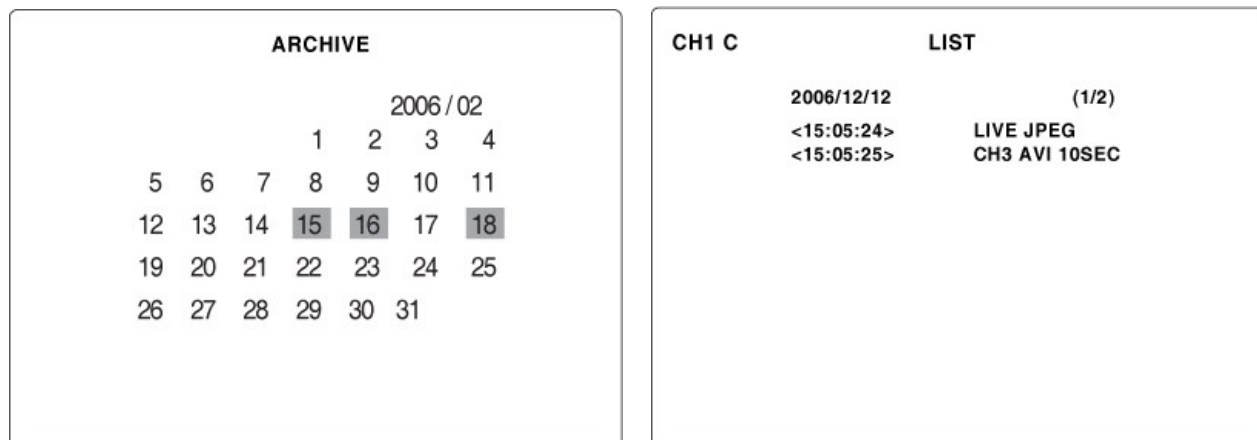 ARCHIVE
2006 / 02
1 2 3 4
5 6 7 8 9 10 11
12 13 14 15 16 17 18
19 20 21 22 23 24 25
26 27 28 29 30 31
CH1 C LIST
2006/12/12 (1/2)
<15:05:24> LIVE JPEG
<15:05:25> CH3 AVI 10SEC